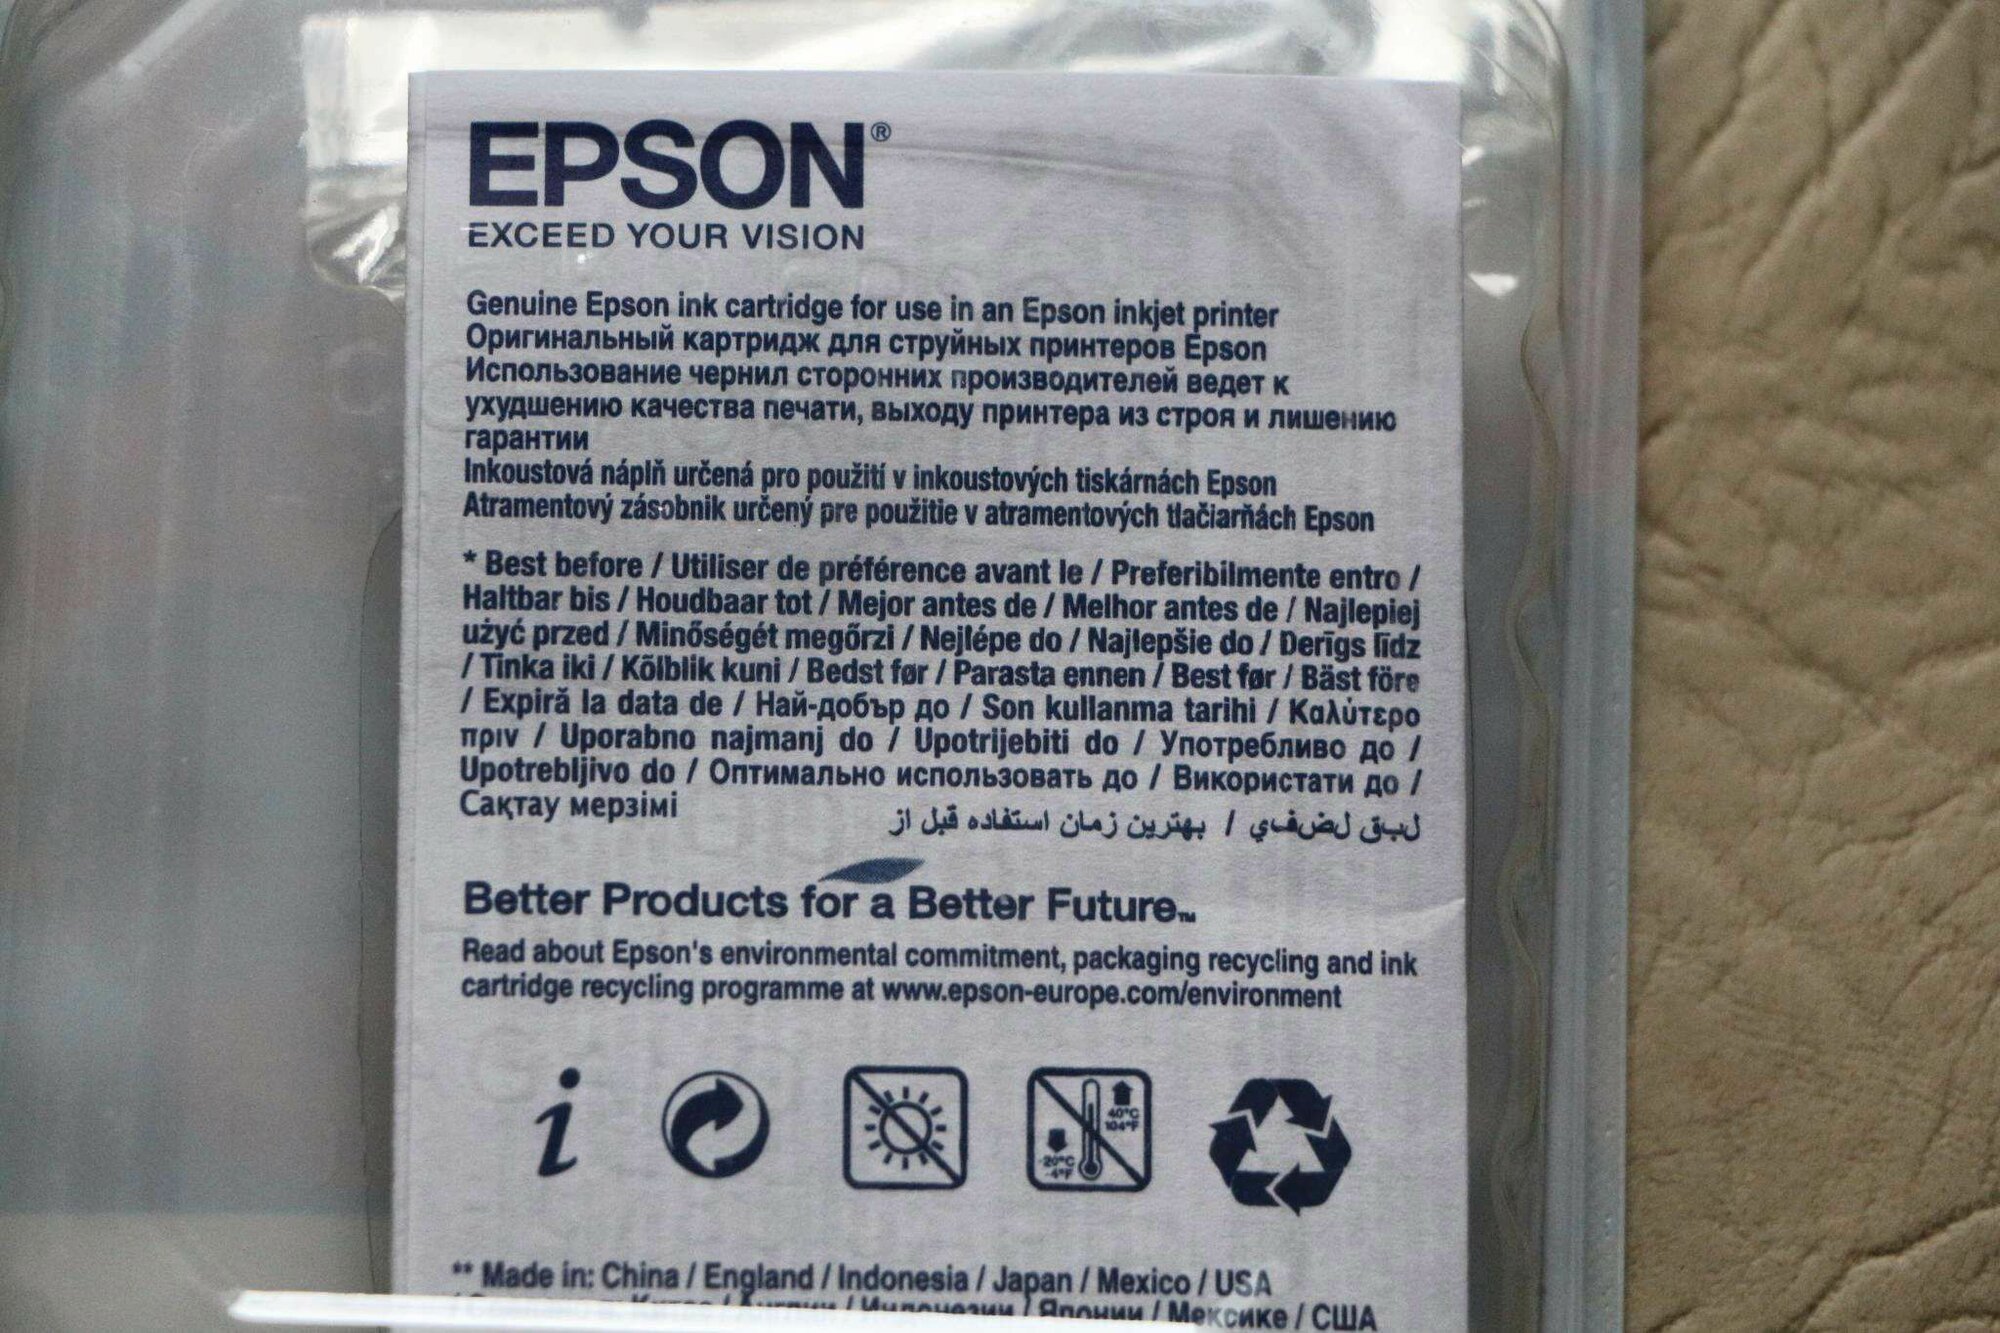 EPSON®
EXCEED YOUR VISION
Genuine Epson ink cartridge for use in an Epson inkjet printer
Оригинальный картридж для струйных принтеров Epson
Использование чернил сторонних производителей ведет к
ухудшению качества печати, выходу принтера из строя и лишению
гарантии
Inkoustová náplň určená pro použití v inkoustových tiskárnách Epson
Atramentový zásobnik určený pre použitie v atramentových tlačiarňách Epson
* Best before / Utiliser de préférence avant le / Preferibilmente entro /
Haltbar bis / Houdbaar tot / Mejor antes de / Melhor antes de / Najlepiej
użyć przed / Minőségét megőrzi / Nejlépe do / Najlepšie do / Derīgs līdz
/ Tinka iki / Kõlblik kuni / Bedst før / Parasta ennen / Best før / Bäst före
/ Expiră la data de / Най-добър до / Son kullanma tarihi / Καλύτερο
πριν / Uporabno najmanj do / Upotrijebiti do / Употребливо до /
Upotrebljivo do / Оптимально использовать до / Використати до /
Сақтау мерзімі لبق لضفي / بهترین زمان استفاده قبل از
Better Products for a Better Future™
Read about Epson's environmental commitment, packaging recycling and ink
cartridge recycling programme at www.epson-europe.com/environment
40°C
104°F
-20°C
-4°F
** Made in: China / England / Indonesia / Japan / Mexico / USA
/ Японии / Мексике / США